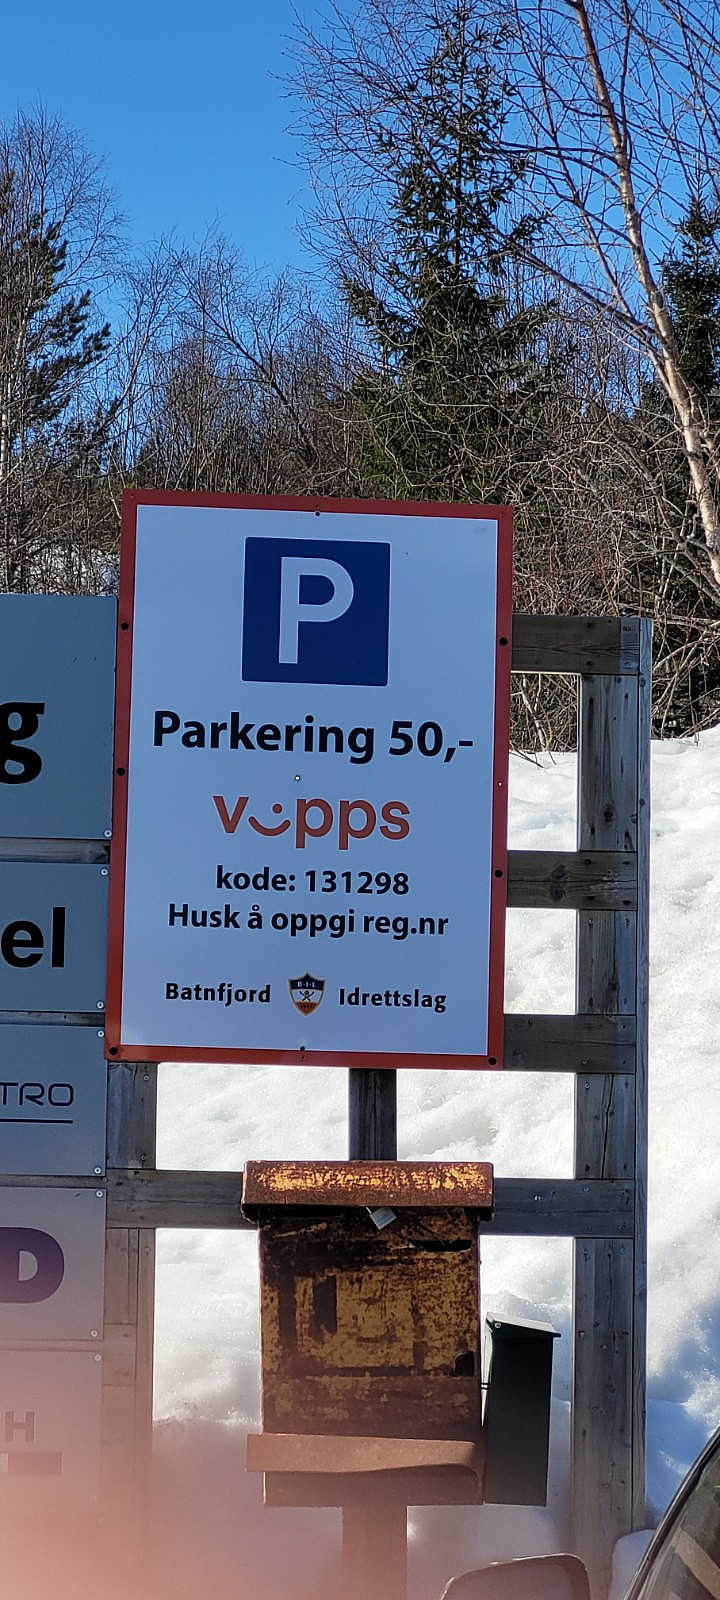 P
Parkering 50,-
vipps
kode: 131298
Husk å oppgi reg.nr
Batnfjord B·I·L Idrettslag
g
el
TRO
D
H